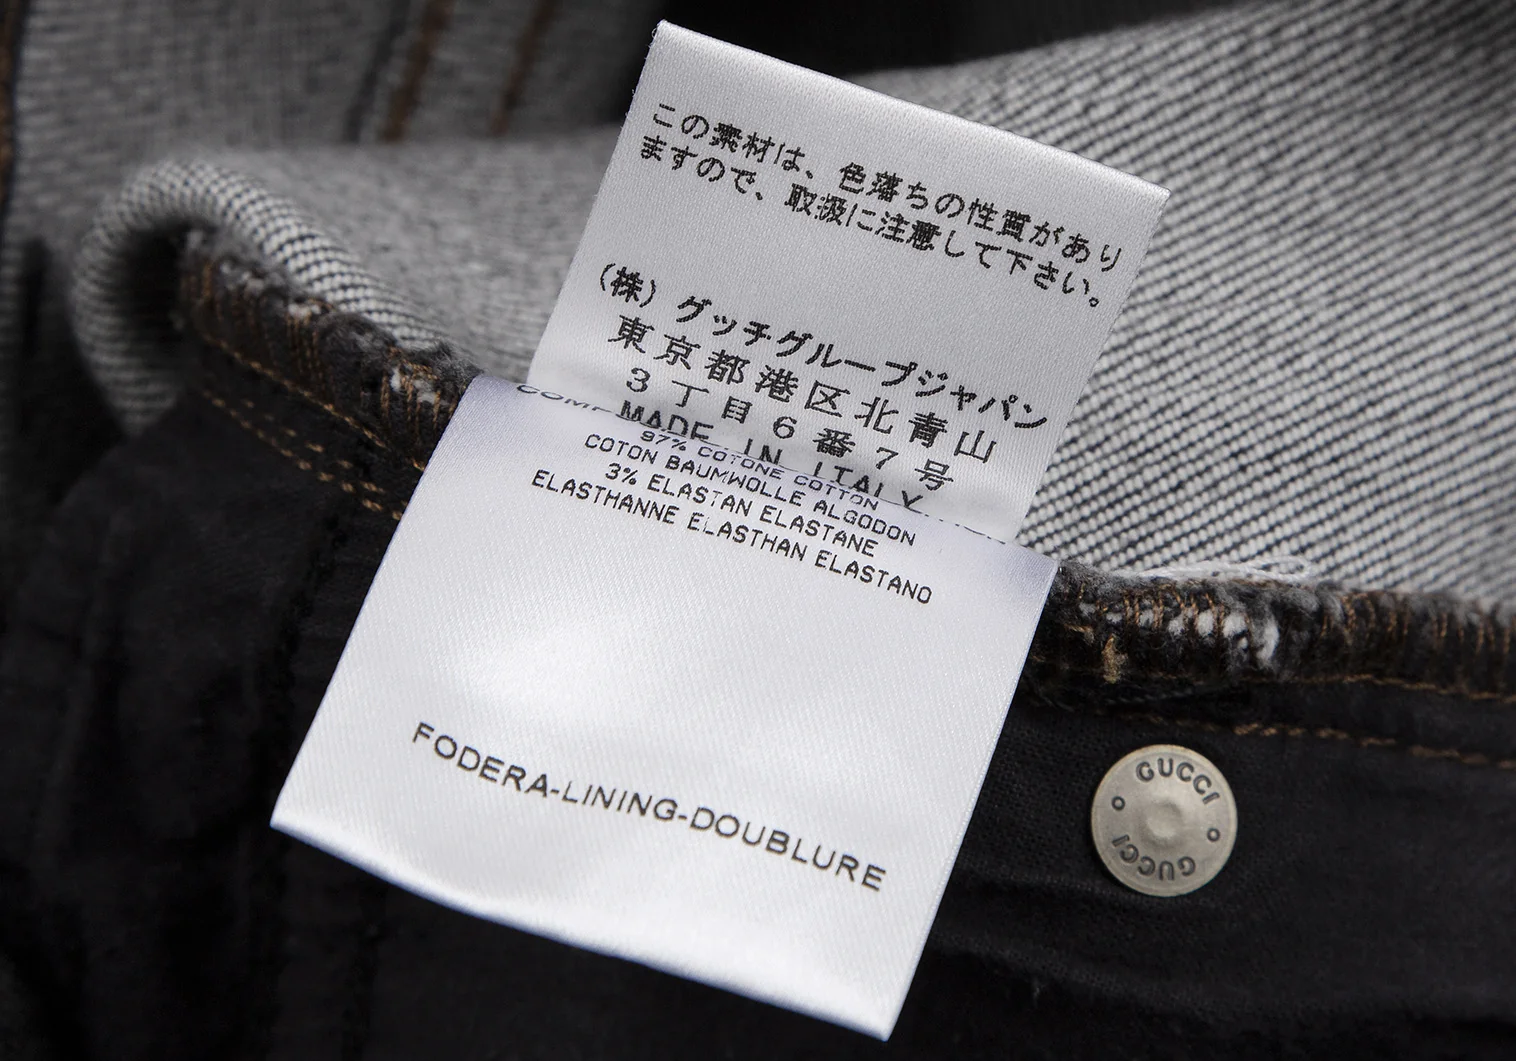 この素材は、色落ちの性質があり
ますので、取扱に注意して下さい。
(株) グッチグループジャパン
東京都港区北青山
3丁目6番7号
MADE IN ITALY
97% COTONE COTTON
COTON BAUMWOLLE ALGODON
3% ELASTAN ELASTANE
ELASTHANNE ELASTHAN ELASTANO
FODERA-LINING-DOUBLURE
GUCCI
GUCCI